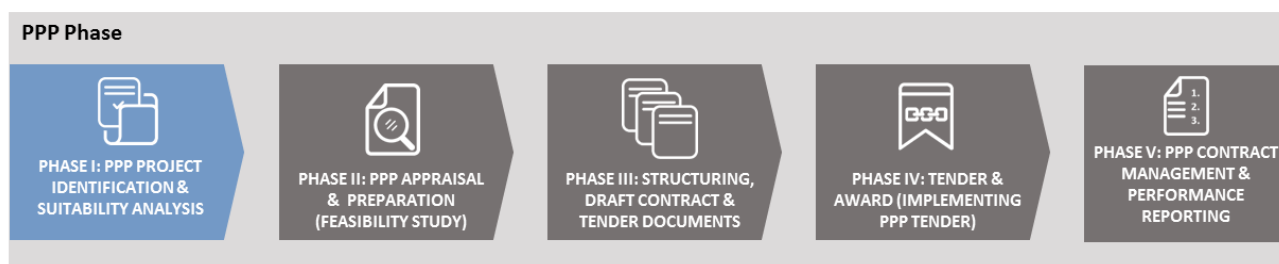 PPP Phase
PHASE I: PPP PROJECT
IDENTIFICATION &
SUITABILITY ANALYSIS
PHASE II: PPP APPRAISAL
& PREPARATION
(FEASIBILITY STUDY)
PHASE III: STRUCTURING,
DRAFT CONTRACT &
TENDER DOCUMENTS
PHASE IV: TENDER &
AWARD (IMPLEMENTING
PPP TENDER)
1.
2.
3.
PHASE V: PPP CONTRACT
MANAGEMENT &
PERFORMANCE
REPORTING